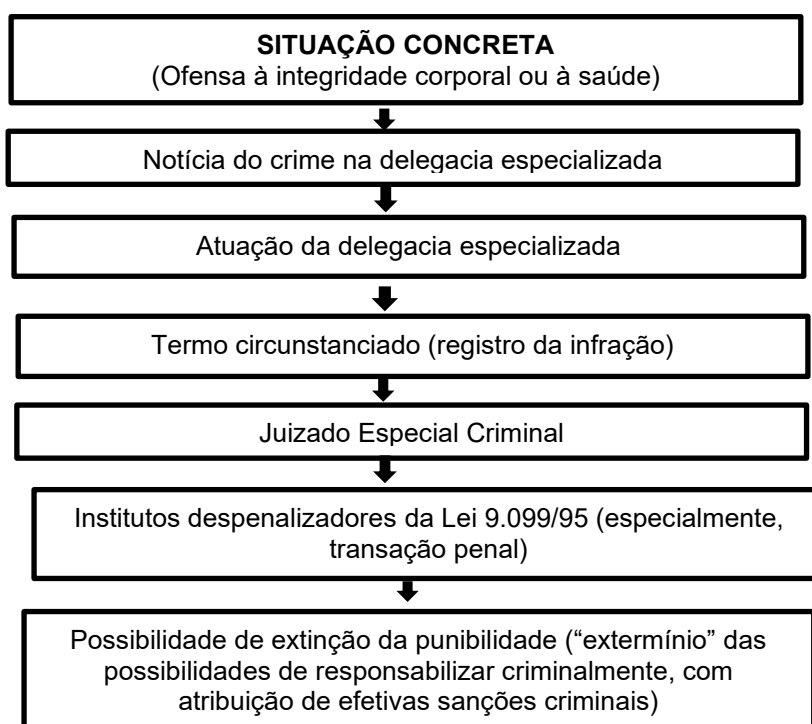 SITUAÇÃO CONCRETA
(Ofensa à integridade corporal ou à saúde)
Notícia do crime na delegacia especializada
Atuação da delegacia especializada
Termo circunstanciado (registro da infração)
Juizado Especial Criminal
Institutos despenalizadores da Lei 9.099/95 (especialmente,
transação penal)
Possibilidade de extinção da punibilidade (“extermínio” das
possibilidades de responsabilizar criminalmente, com
atribuição de efetivas sanções criminais)